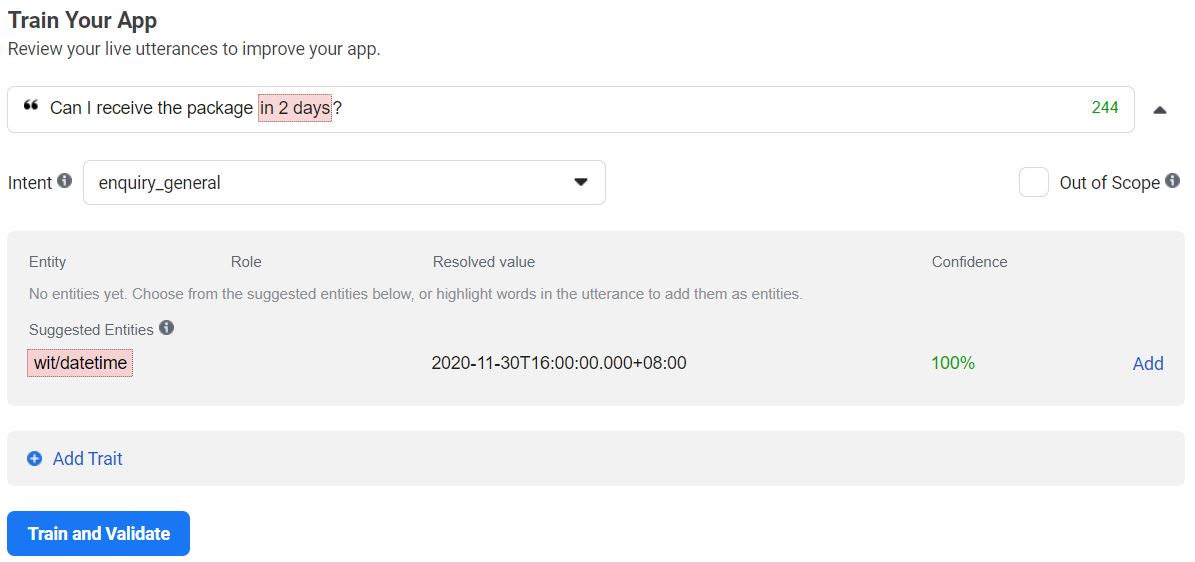 Train Your App
Review your live utterances to improve your app.
❝ Can I receive the package in 2 days? 244
Intent enquiry_general Out of Scope
Entity Role Resolved value Confidence
No entities yet. Choose from the suggested entities below, or highlight words in the utterance to add them as entities.
Suggested Entities
wit/datetime 2020-11-30T16:00:00.000+08:00 100% Add
Add Trait
Train and Validate